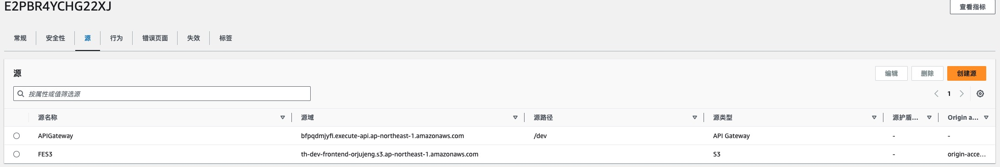 E2PBR4YCHG22XJ
查看指标
常规 安全性 源 行为 错误页面 失效 标签
源
编辑 删除 创建源
按属性或值筛选源
1
源名称 源域 源路径 源类型 源护盾... Origin a...
APIGateway bfpqdmjyfi.execute-api.ap-northeast-1.amazonaws.com /dev API Gateway - -
FES3 th-dev-frontend-orjujeng.s3.ap-northeast-1.amazonaws.com S3 - origin-acce...